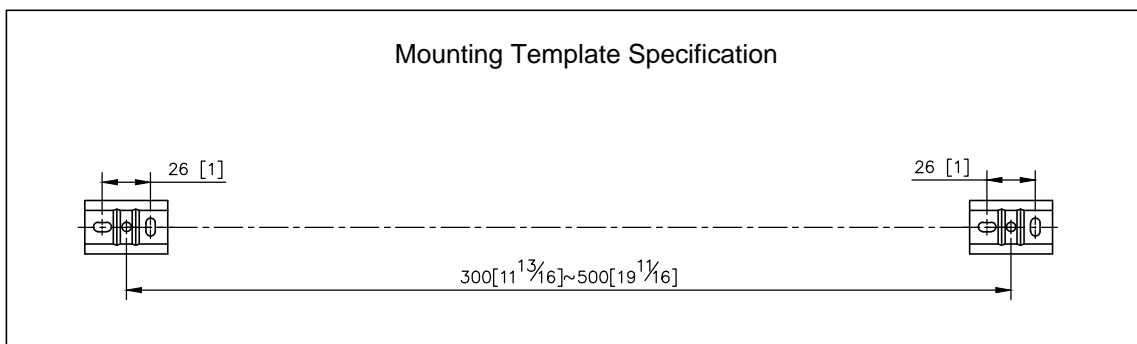 Mounting Template Specification
26 [1]
26 [1]
300[11 13/16]~500[19 11/16]